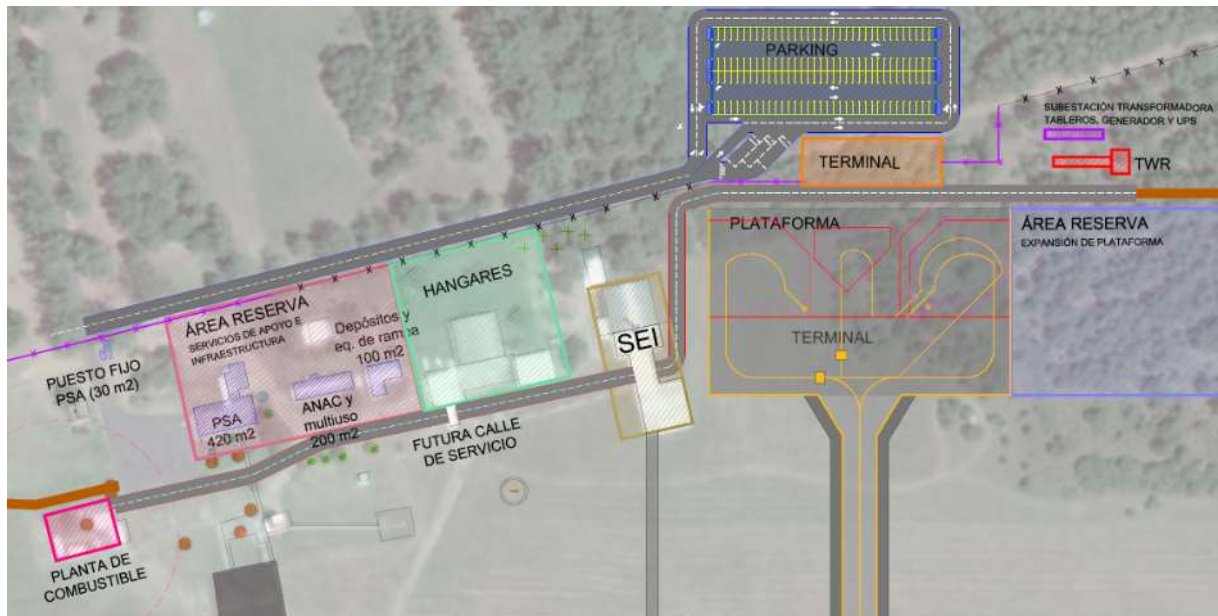 PARKING
SUBESTACIÓN TRANSFORMADORA
TABLEROS, GENERADOR Y UPS
TERMINAL
TWR
PLATAFORMA
ÁREA RESERVA
EXPANSIÓN DE PLATAFORMA
HANGARES
ÁREA RESERVA
SERVICIOS DE APOYO E
INFRAESTRUCTURA
Depósitos y
eq. de rampa
100 m2
SEI
TERMINAL
PUESTO FIJO
PSA (30 m2)
PSA
420 m2
ANAC y
multiuso
200 m2
FUTURA CALLE
DE SERVICIO
PLANTA DE
COMBUSTIBLE